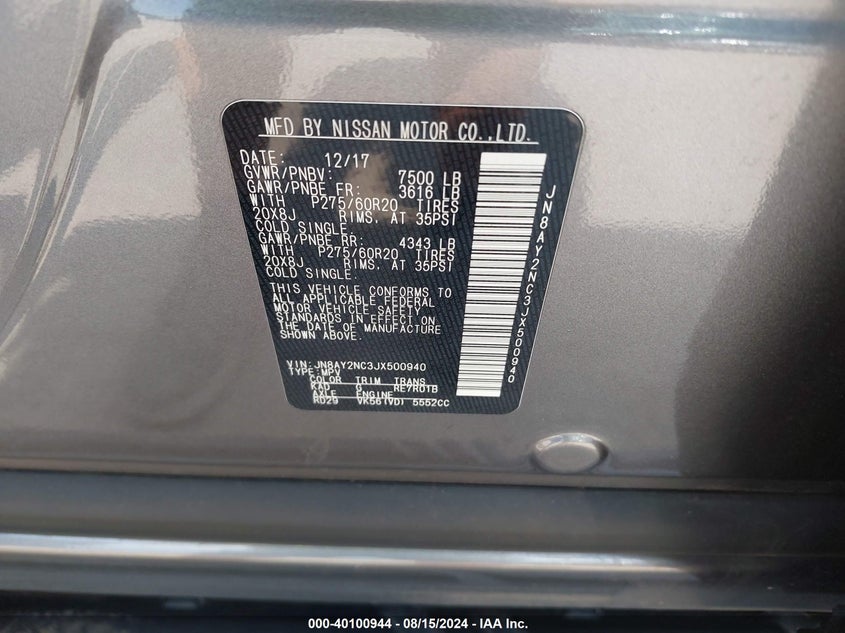 MFD BY NISSAN MOTOR CO.,LTD.
DATE: 12/17
GVWR/PNBV: 7500 LB
GAWR/PNBE FR: 3616 LB
WITH P275/60R20 TIRES
20X8J RIMS, AT 35PSI
COLD SINGLE.
GAWR/PNBE RR: 4343 LB
WITH P275/60R20 TIRES
20X8J RIMS, AT 35PSI
COLD SINGLE.
THIS VEHICLE CONFORMS TO
ALL APPLICABLE FEDERAL
MOTOR VEHICLE SAFETY
STANDARDS IN EFFECT ON
THE DATE OF MANUFACTURE
SHOWN ABOVE.
VIN: JN8AY2NC3JX500940
TYPE: MPV
COLOR TRIM TRANS
KAD G RE7R01B
AXLE ENGINE
RD29 VK56(VD) 5552CC
JN8AY2NC3JX500940
000-40100944 - 08/15/2024 - IAA Inc.